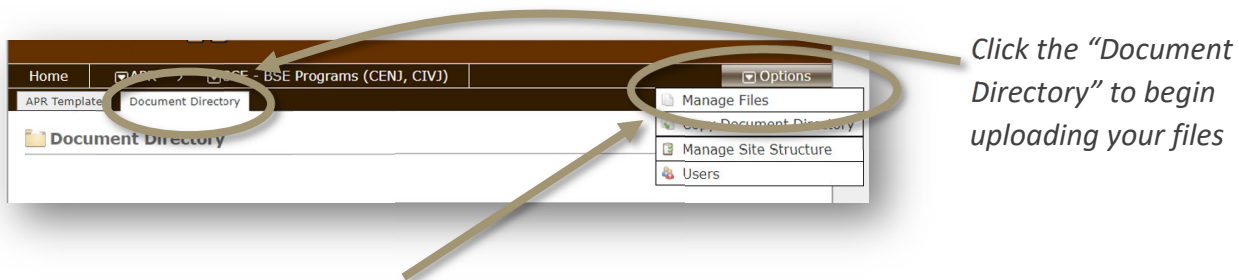 Home APR BSE - BSE Programs (CENJ, CIVJ) Options
APR Template Document Directory
Document Directory
Manage Files
Copy Document Directory
Manage Site Structure
Users
Click the “Document
Directory” to begin
uploading your files